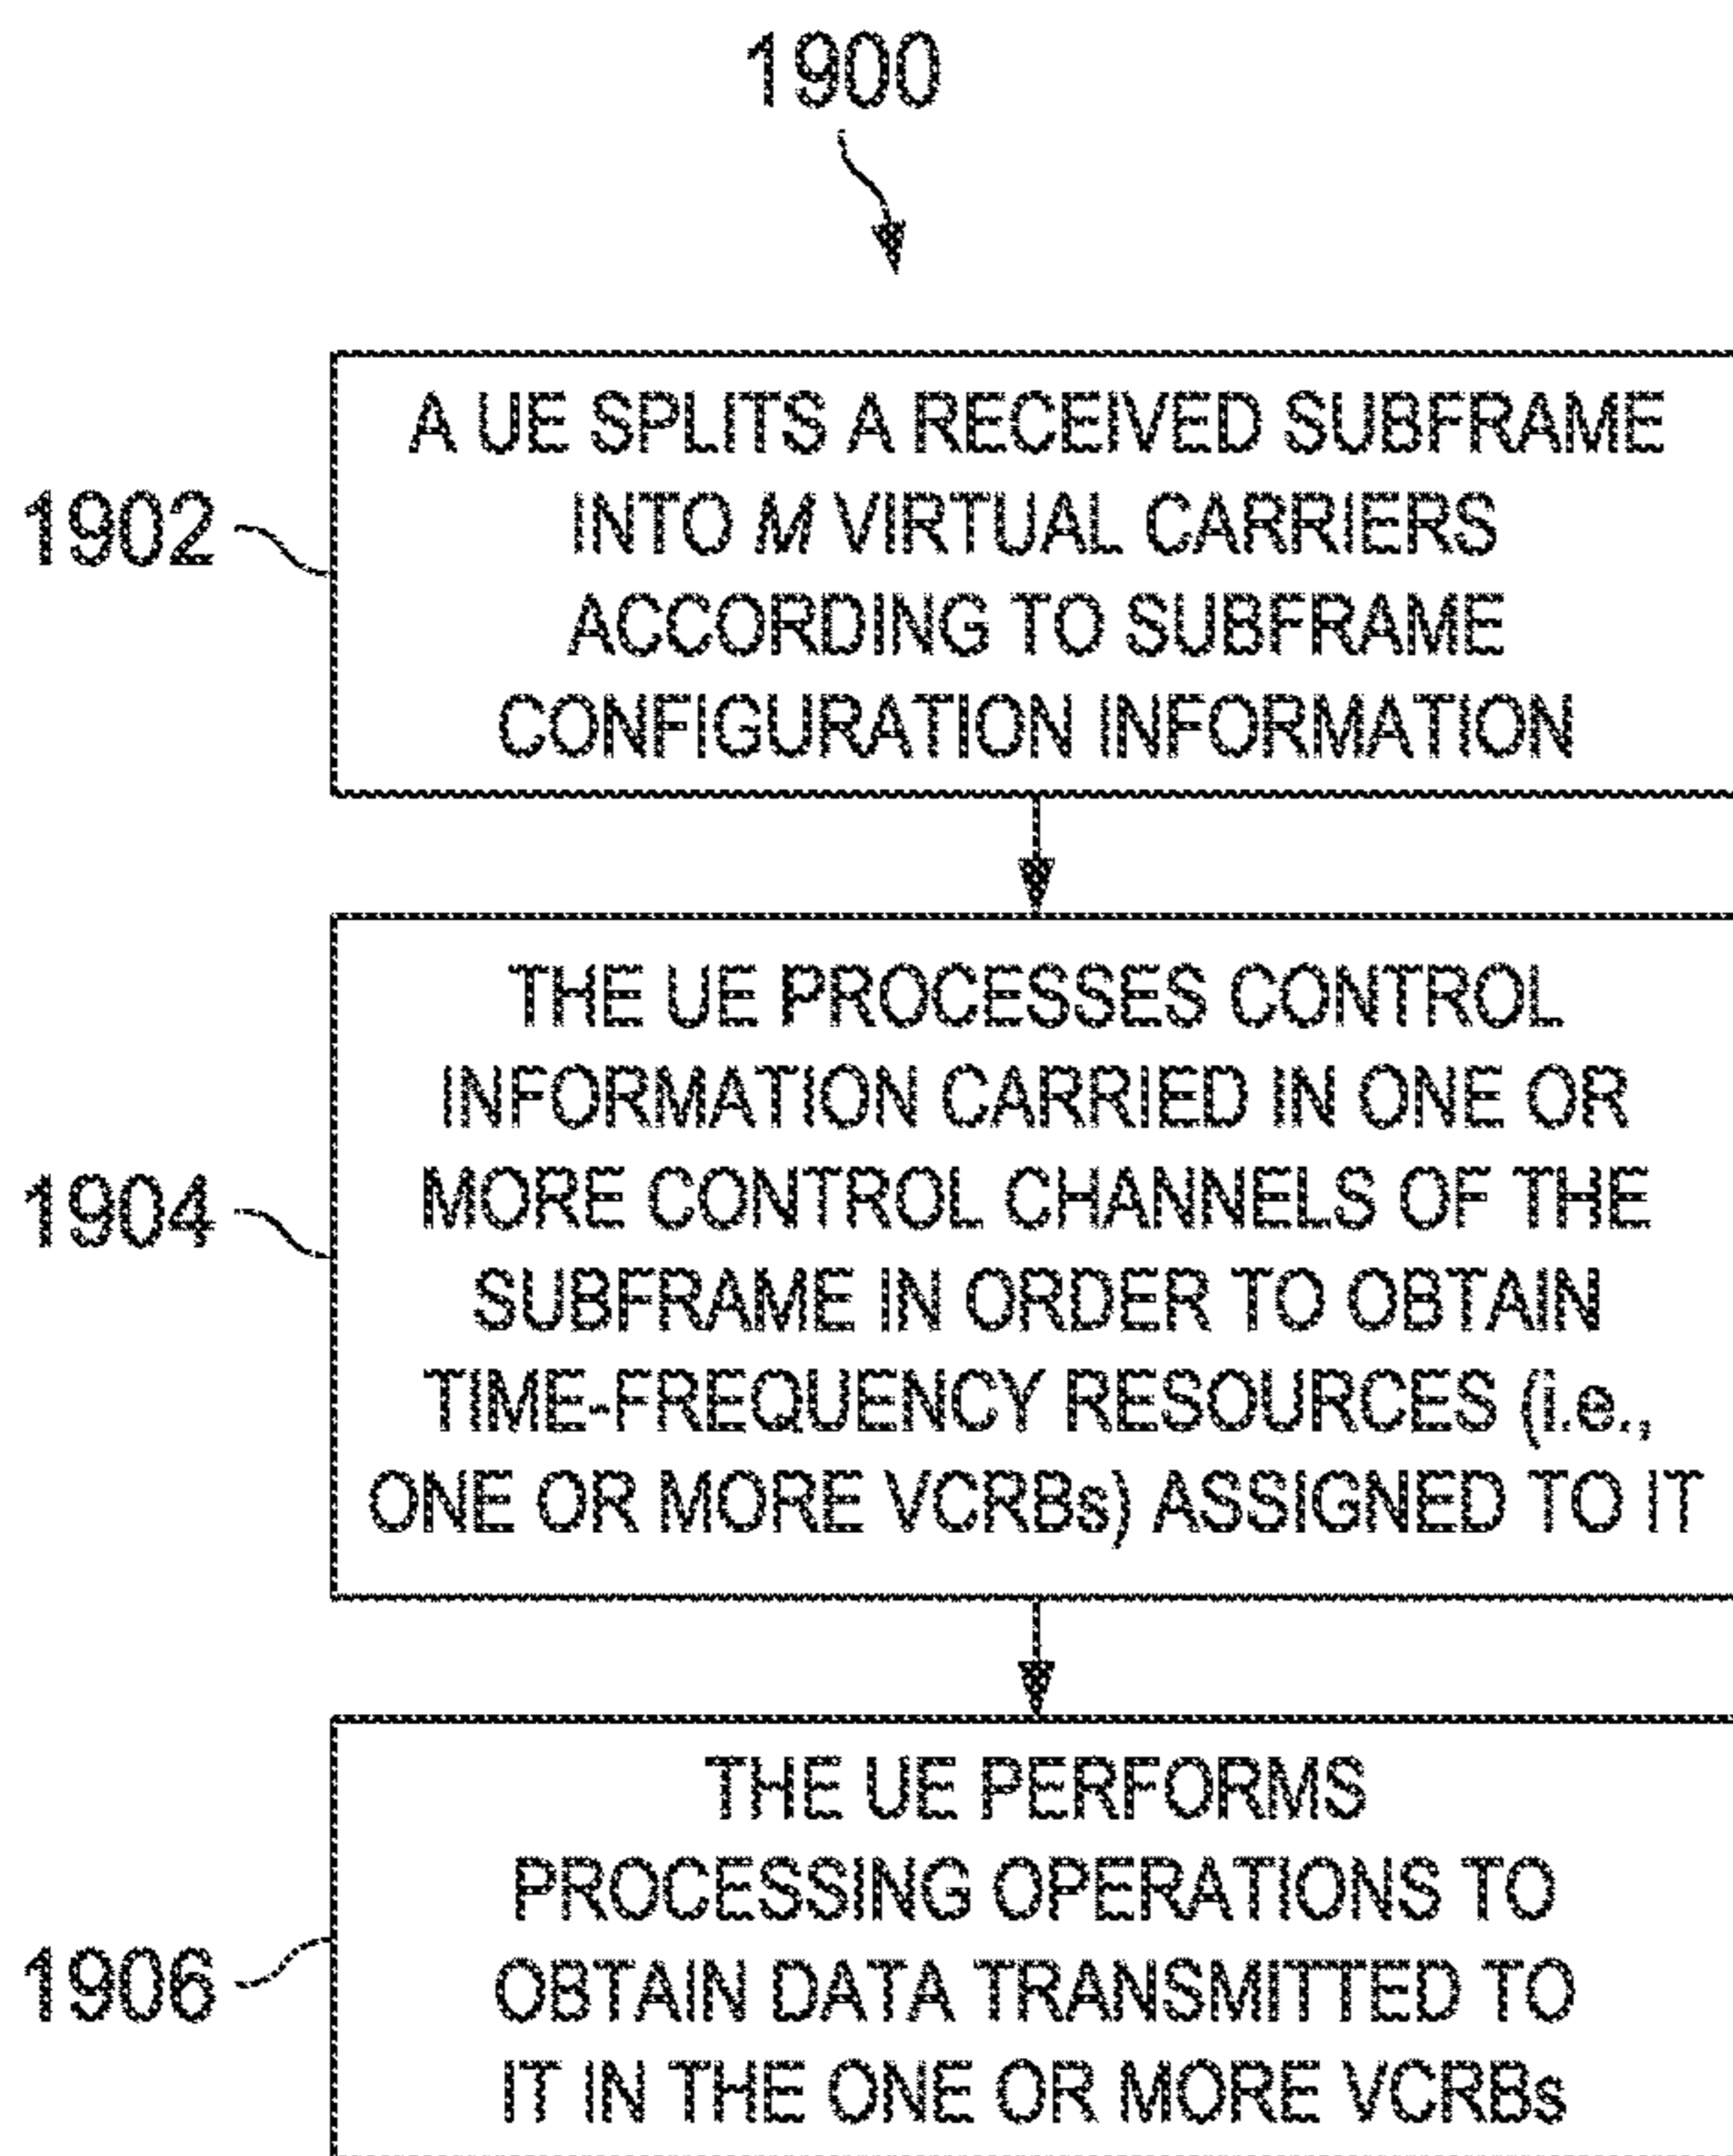 1900
A UE SPLITS A RECEIVED SUBFRAME
INTO M VIRTUAL CARRIERS
1902
ACCORDING TO SUBFRAME
CONFIGURATION INFORMATION
THE UE PROCESSES CONTROL
INFORMATION CARRIED IN ONE OR
MORE CONTROL CHANNELS OF THE
1904
SUBFRAME IN ORDER TO OBTAIN
TIME-FREQUENCY RESOURCES (i.e.,
ONE OR MORE VCRBs) ASSIGNED TO IT
THE UE PERFORMS
PROCESSING OPERATIONS TO
1906
OBTAIN DATA TRANSMITTED TO
IT IN THE ONE OR MORE VCRBs